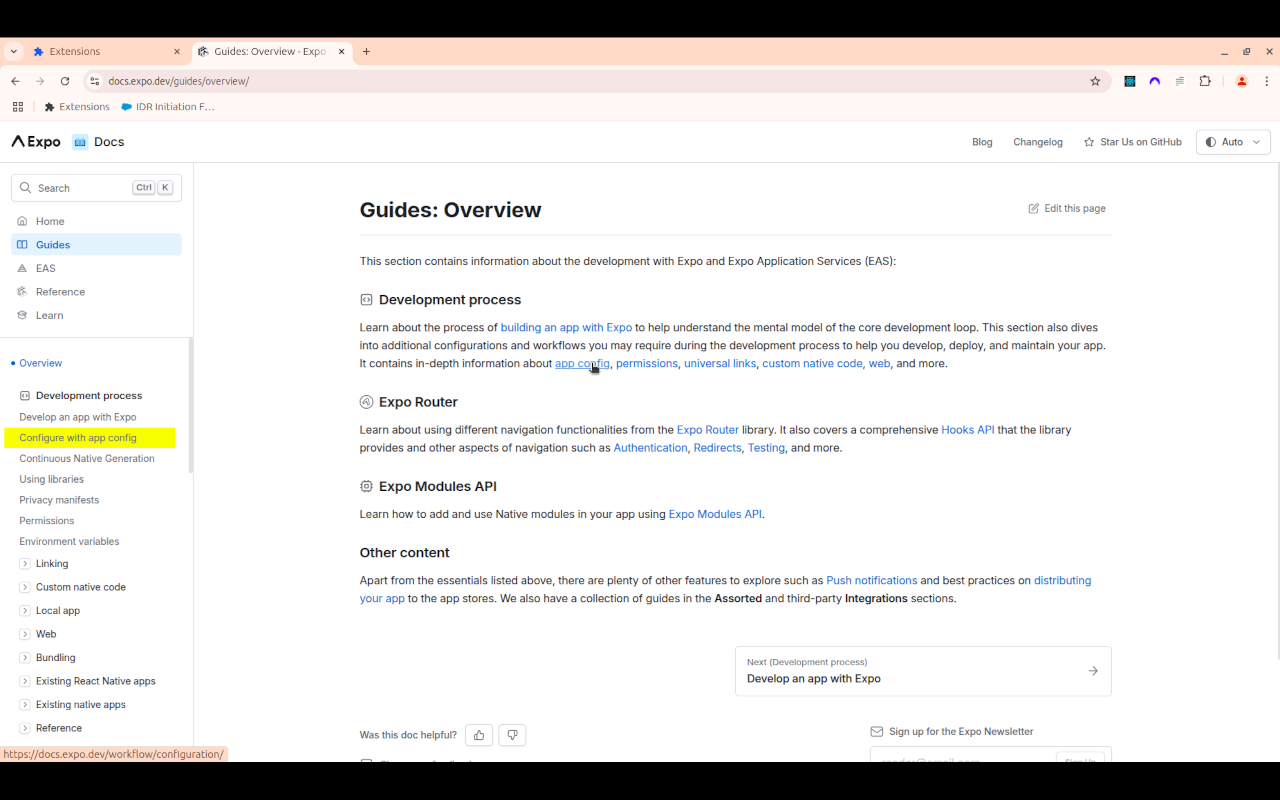 Extensions
Guides: Overview - Expo
docs.expo.dev/guides/overview/
Extensions
IDR Initiation F...
Expo
Docs
Blog
Changelog
Star Us on GitHub
Auto
Search
Ctrl
K
Home
Guides
EAS
Reference
Learn
Overview
Development process
Develop an app with Expo
Configure with app config
Continuous Native Generation
Using libraries
Privacy manifests
Permissions
Environment variables
Linking
Custom native code
Local app
Web
Bundling
Existing React Native apps
Existing native apps
Reference
https://docs.expo.dev/workflow/configuration/
Guides: Overview
Edit this page
This section contains information about the development with Expo and Expo Application Services (EAS):
Development process
Learn about the process of building an app with Expo to help understand the mental model of the core development loop. This section also dives
into additional configurations and workflows you may require during the development process to help you develop, deploy, and maintain your app.
It contains in-depth information about app config, permissions, universal links, custom native code, web, and more.
Expo Router
Learn about using different navigation functionalities from the Expo Router library. It also covers a comprehensive Hooks API that the library
provides and other aspects of navigation such as Authentication, Redirects, Testing, and more.
Expo Modules API
Learn how to add and use Native modules in your app using Expo Modules API.
Other content
Apart from the essentials listed above, there are plenty of other features to explore such as Push notifications and best practices on distributing
your app to the app stores. We also have a collection of guides in the Assorted and third-party Integrations sections.
Next (Development process)
Develop an app with Expo
Was this doc helpful?
Sign up for the Expo Newsletter